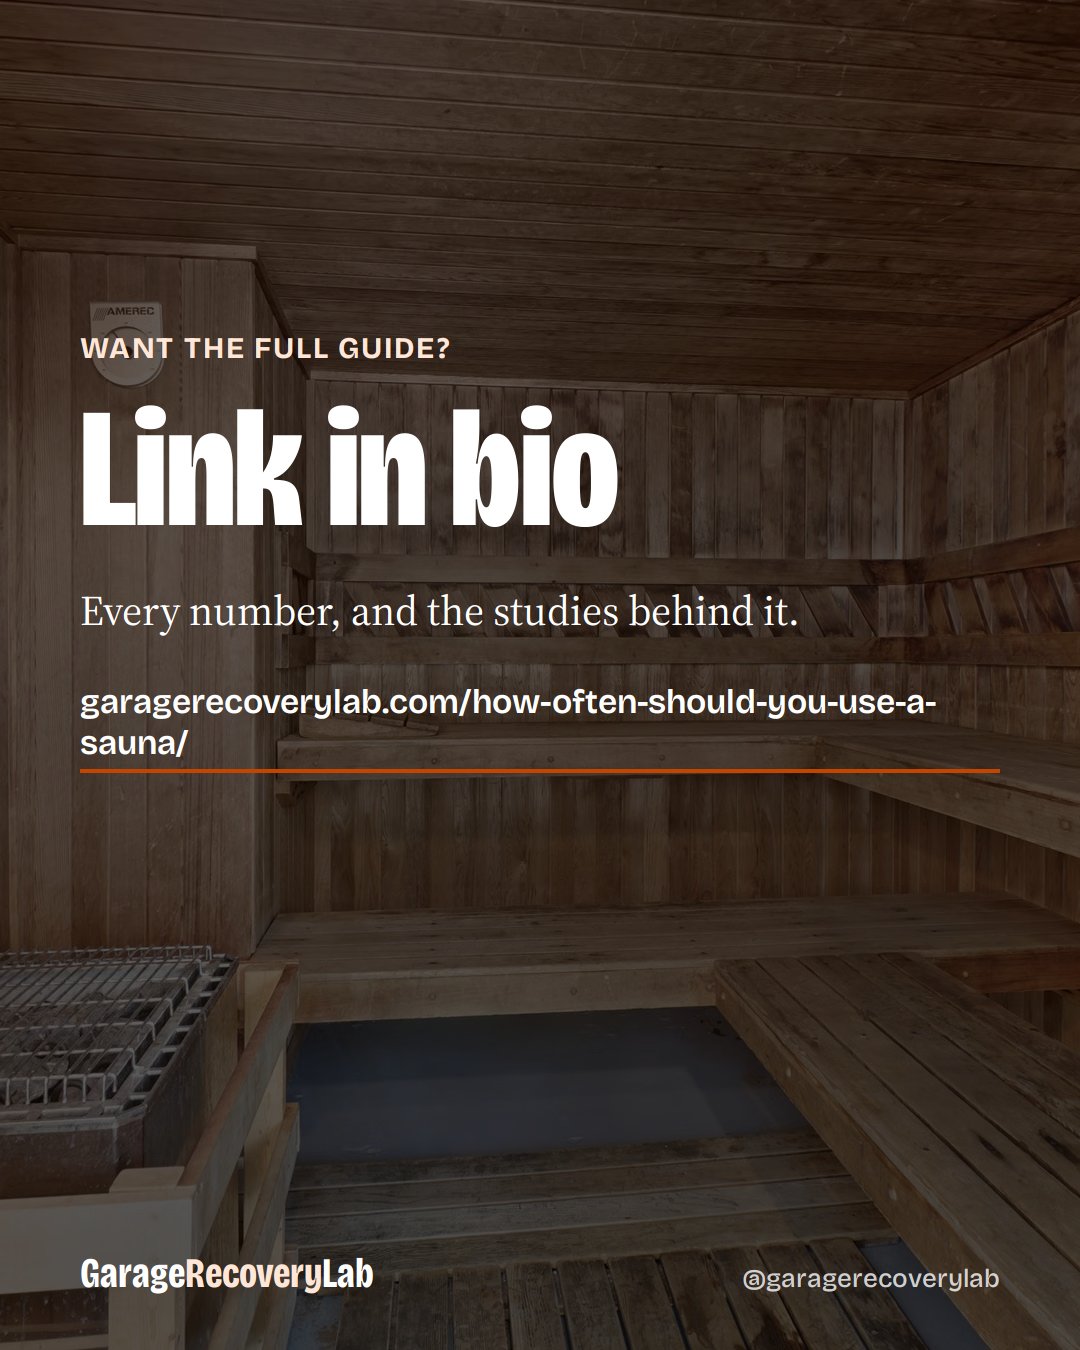 AMEREC
WANT THE FULL GUIDE?
Link in bio
Every number, and the studies behind it.
garagerecoverylab.com/how-often-should-you-use-a-
sauna/
GarageRecoveryLab
@garagerecoverylab